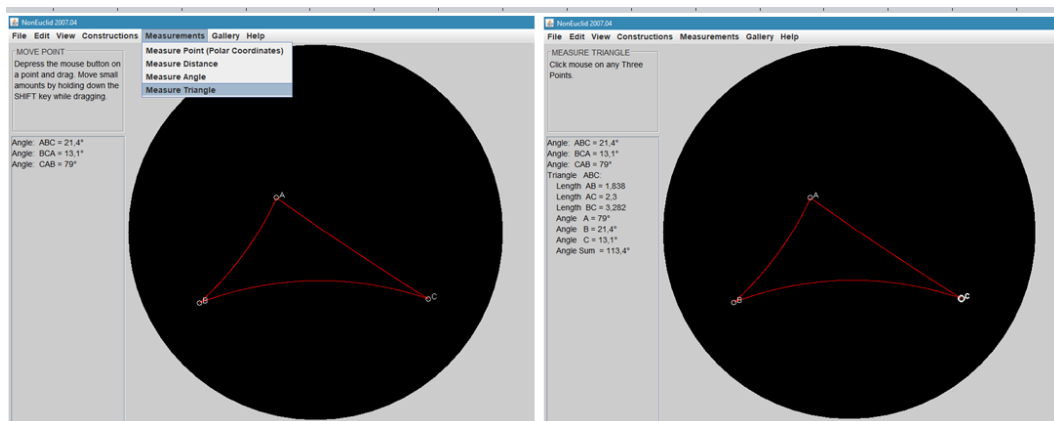 NonEuclid 2007.04
File Edit View Constructions Measurements Gallery Help
MOVE POINT
Depress the mouse button on
a point and drag. Move small
amounts by holding down the
SHIFT key while dragging.
Measure Point (Polar Coordinates)
Measure Distance
Measure Angle
Measure Triangle
Angle: ABC = 21,4°
Angle: BCA = 13,1°
Angle: CAB = 79°
A
B
C
NonEuclid 2007.04
File Edit View Constructions Measurements Gallery Help
MEASURE TRIANGLE
Click mouse on any Three
Points.
Angle: ABC = 21,4°
Angle: BCA = 13,1°
Angle: CAB = 79°
Triangle ABC:
Length AB = 1,838
Length AC = 2,3
Length BC = 3,282
Angle A = 79°
Angle B = 21,4°
Angle C = 13,1°
Angle Sum = 113,4°
A
B
C